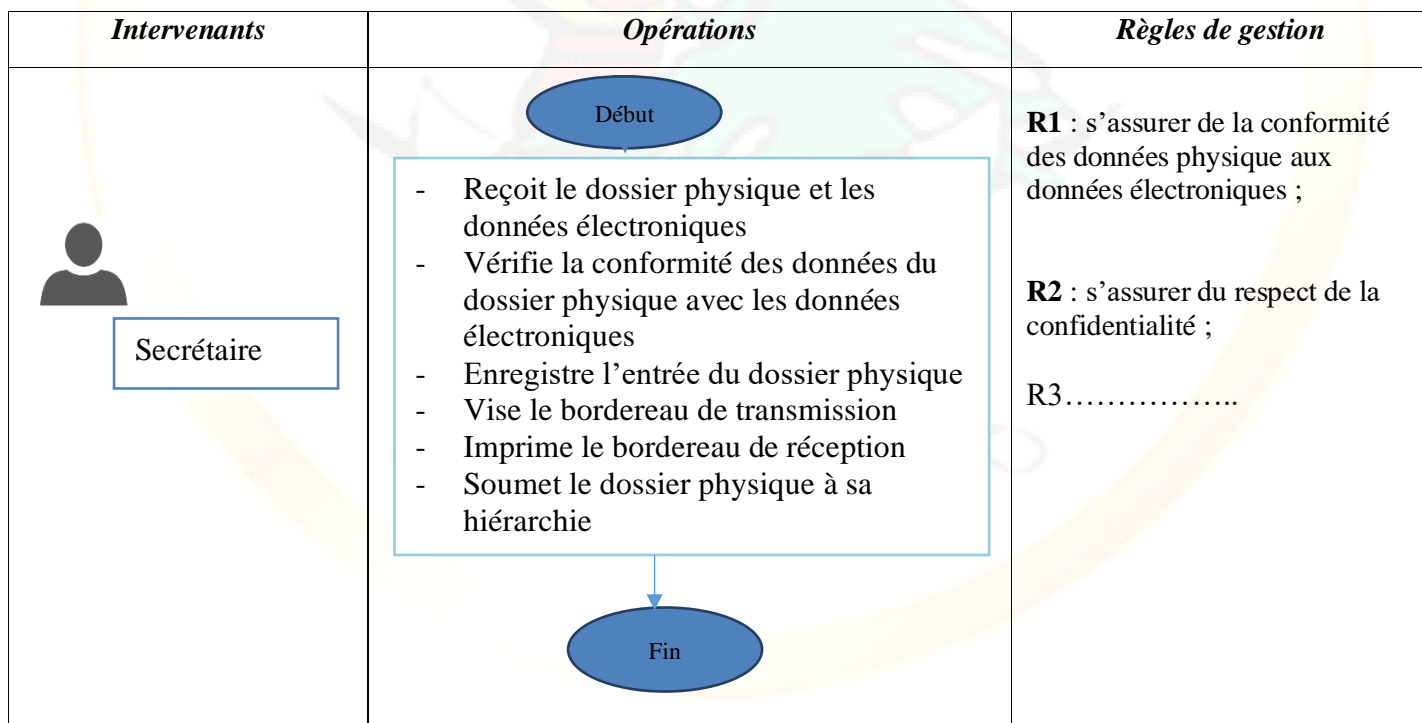 Intervenants
Opérations
Règles de gestion
Secrétaire
Début
- Reçoit le dossier physique et les
données électroniques
- Vérifie la conformité des données du
dossier physique avec les données
électroniques
- Enregistre l’entrée du dossier physique
- Vise le bordereau de transmission
- Imprime le bordereau de réception
- Soumet le dossier physique à sa
hiérarchie
Fin
R1 : s’assurer de la conformité
des données physique aux
données électroniques ;
R2 : s’assurer du respect de la
confidentialité ;
R3……………..